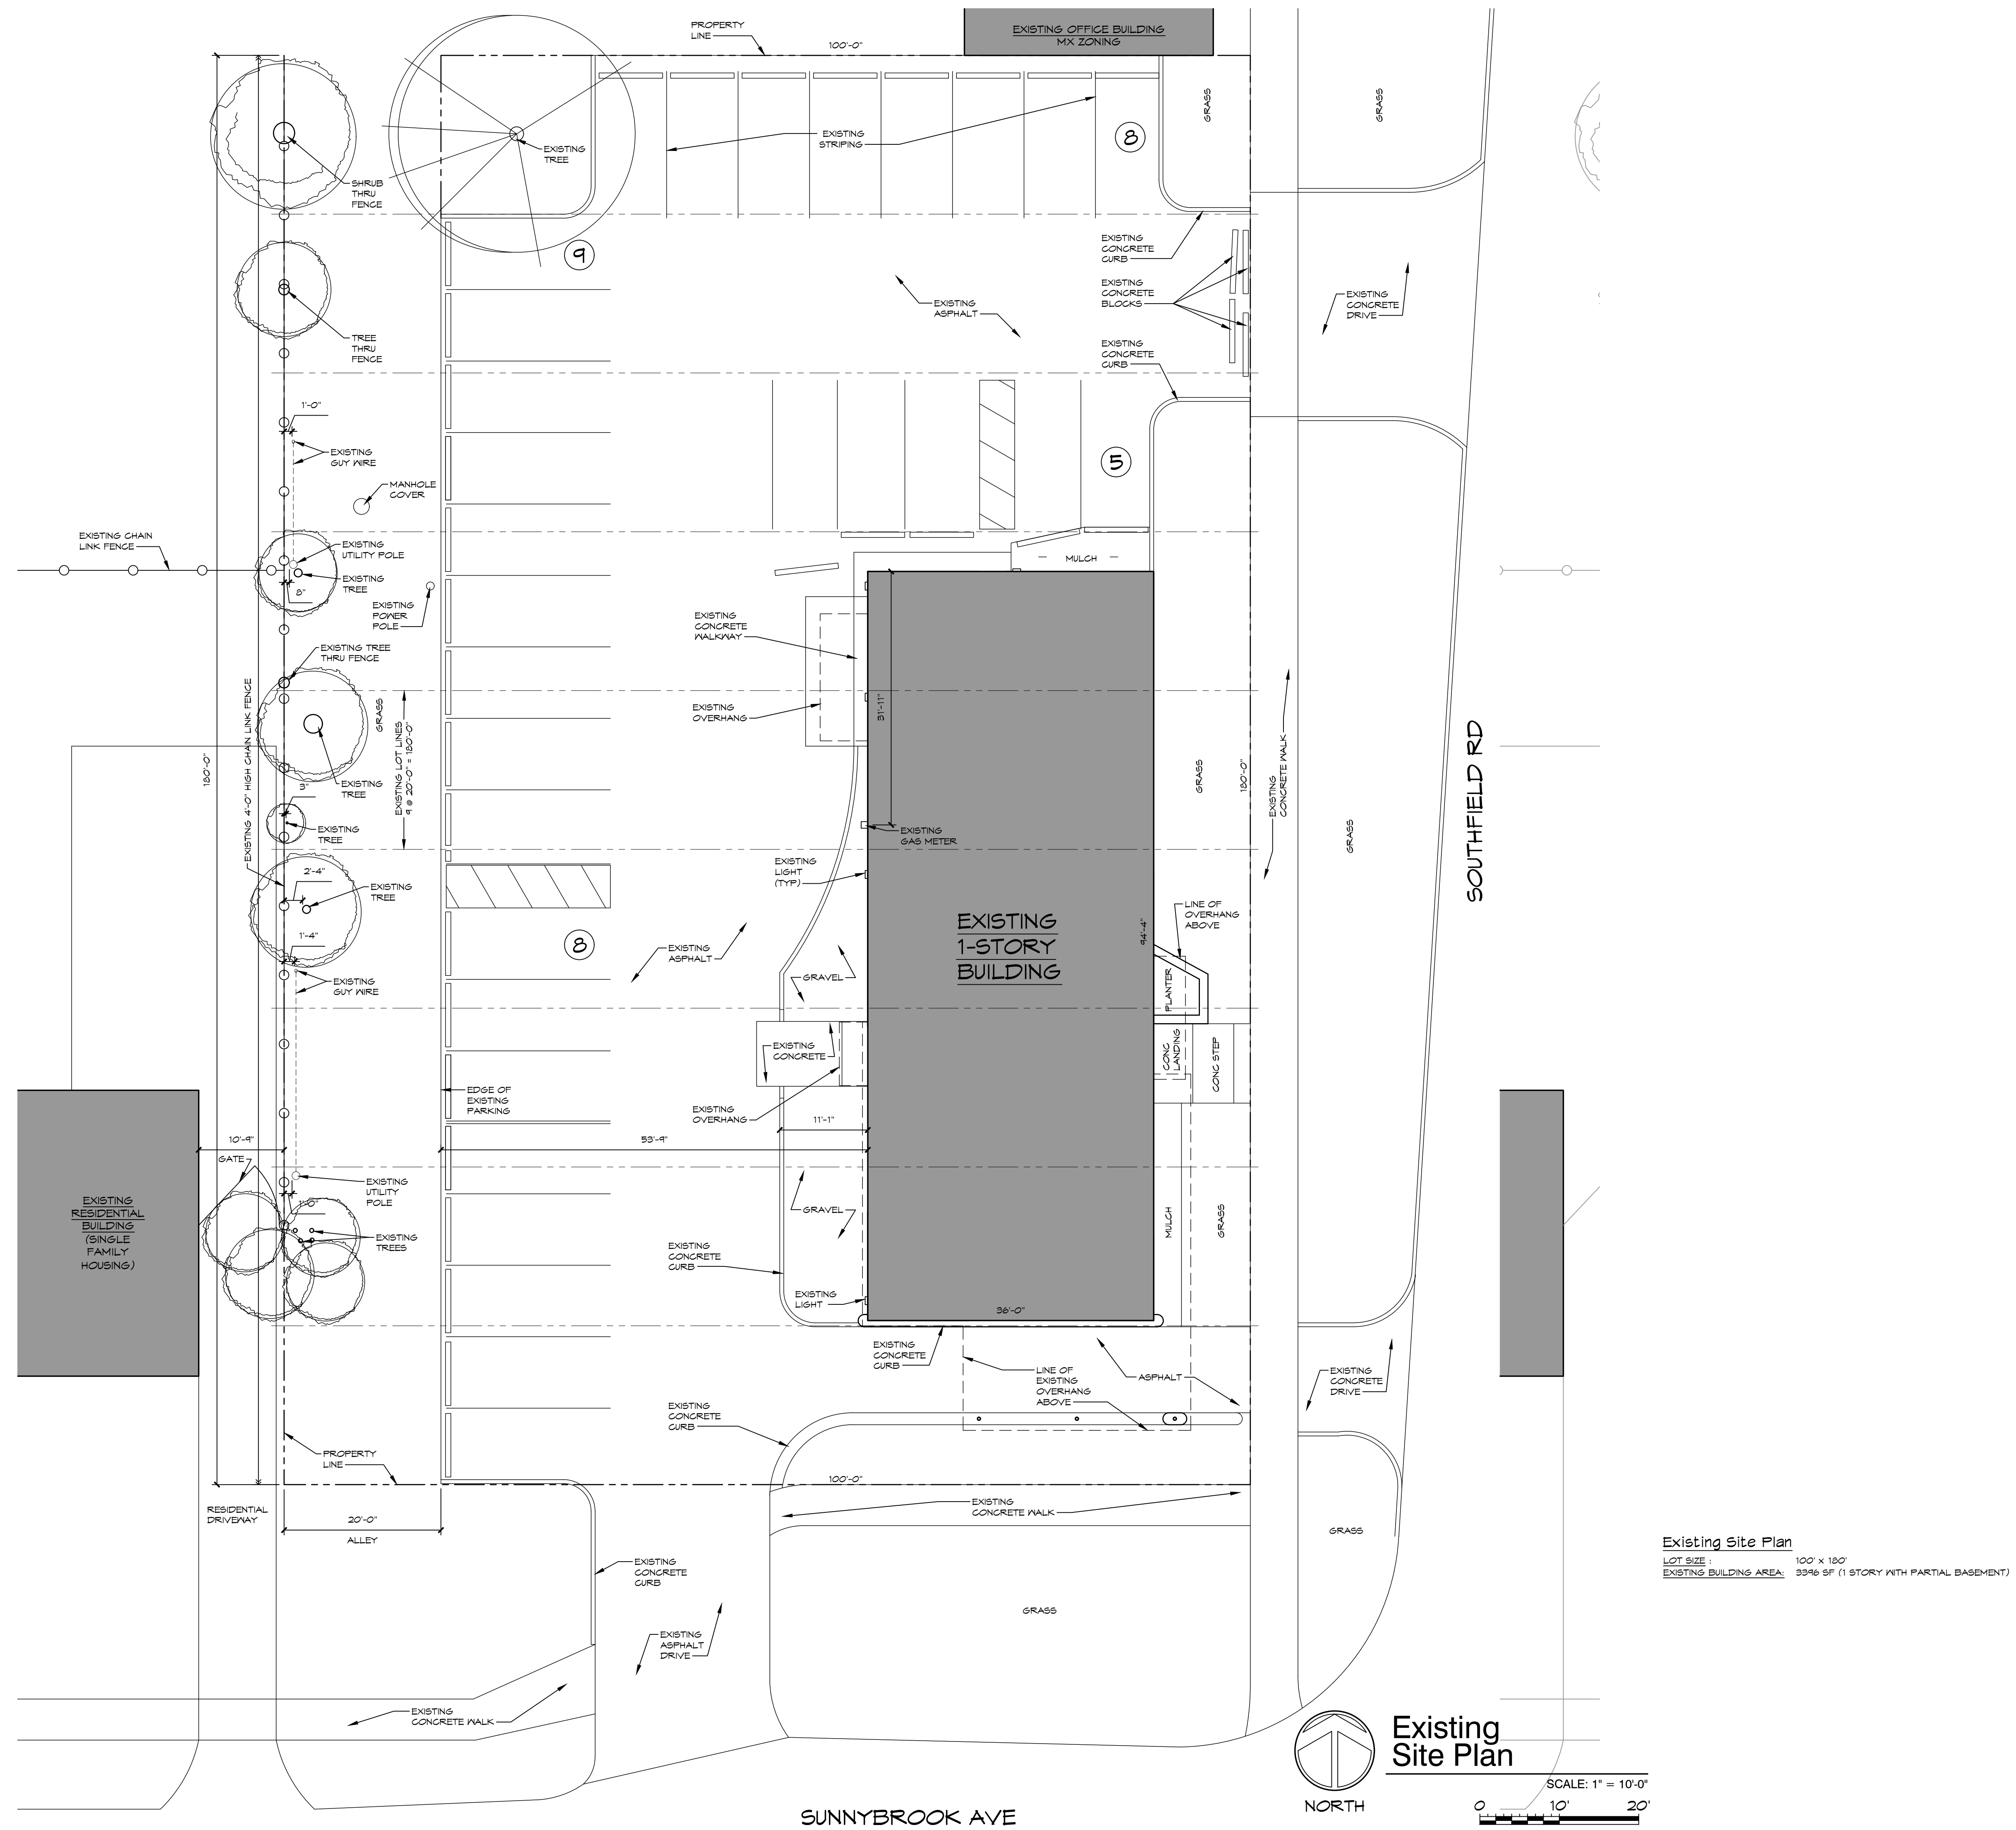 PROPERTY
LINE
100'-0"
EXISTING OFFICE BUILDING
MX ZONING
GRASS
GRASS
EXISTING
STRIPING
8
EXISTING
TREE
SHRUB
THRU
FENCE
9
EXISTING
CONCRETE
CURB
EXISTING
CONCRETE
BLOCKS
EXISTING
ASPHALT
EXISTING
CONCRETE
DRIVE
TREE
THRU
FENCE
EXISTING
CONCRETE
CURB
1'-0"
EXISTING
GUY WIRE
5
MANHOLE
COVER
EXISTING CHAIN
LINK FENCE
EXISTING
UTILITY POLE
EXISTING
TREE
8"
MULCH
EXISTING
POWER
POLE
EXISTING
CONCRETE
WALKWAY
EXISTING TREE
THRU FENCE
31'-11"
EXISTING
OVERHANG
GRASS
EXISTING LOT LINES
9 @ 20'-0" = 180'-0"
180'-0"
EXISTING 4'-0" HIGH CHAIN LINK FENCE
EXISTING
TREE
3"
EXISTING
TREE
GRASS
180'-0"
EXISTING
CONCRETE WALK
GRASS
SOUTHFIELD RD
EXISTING
GAS METER
EXISTING
LIGHT
(TYP)
2'-4"
EXISTING
TREE
1'-4"
EXISTING
GUY WIRE
8
EXISTING
ASPHALT
GRAVEL
EXISTING
1-STORY
BUILDING
94'-4"
LINE OF
OVERHANG
ABOVE
PLANTER
CONC
LANDING
CONC STEP
EXISTING
CONCRETE
EDGE OF
EXISTING
PARKING
EXISTING
OVERHANG
11'-1"
10'-9"
53'-9"
GATE
EXISTING
UTILITY
POLE
1'-0"
EXISTING
RESIDENTIAL
BUILDING
(SINGLE
FAMILY
HOUSING)
EXISTING
TREES
GRAVEL
MULCH
GRASS
EXISTING
CONCRETE
CURB
EXISTING
LIGHT
36'-0"
EXISTING
CONCRETE
CURB
LINE OF
EXISTING
OVERHANG
ABOVE
ASPHALT
EXISTING
CONCRETE
DRIVE
EXISTING
CONCRETE
CURB
PROPERTY
LINE
100'-0"
RESIDENTIAL
DRIVEWAY
20'-0"
ALLEY
EXISTING
CONCRETE WALK
GRASS
EXISTING
CONCRETE
CURB
GRASS
EXISTING
ASPHALT
DRIVE
EXISTING
CONCRETE WALK
Existing Site Plan
LOT SIZE : 100' x 180'
EXISTING BUILDING AREA: 3396 SF (1 STORY WITH PARTIAL BASEMENT)
Existing
Site Plan
SCALE: 1" = 10'-0"
NORTH
0 10' 20'
SUNNYBROOK AVE